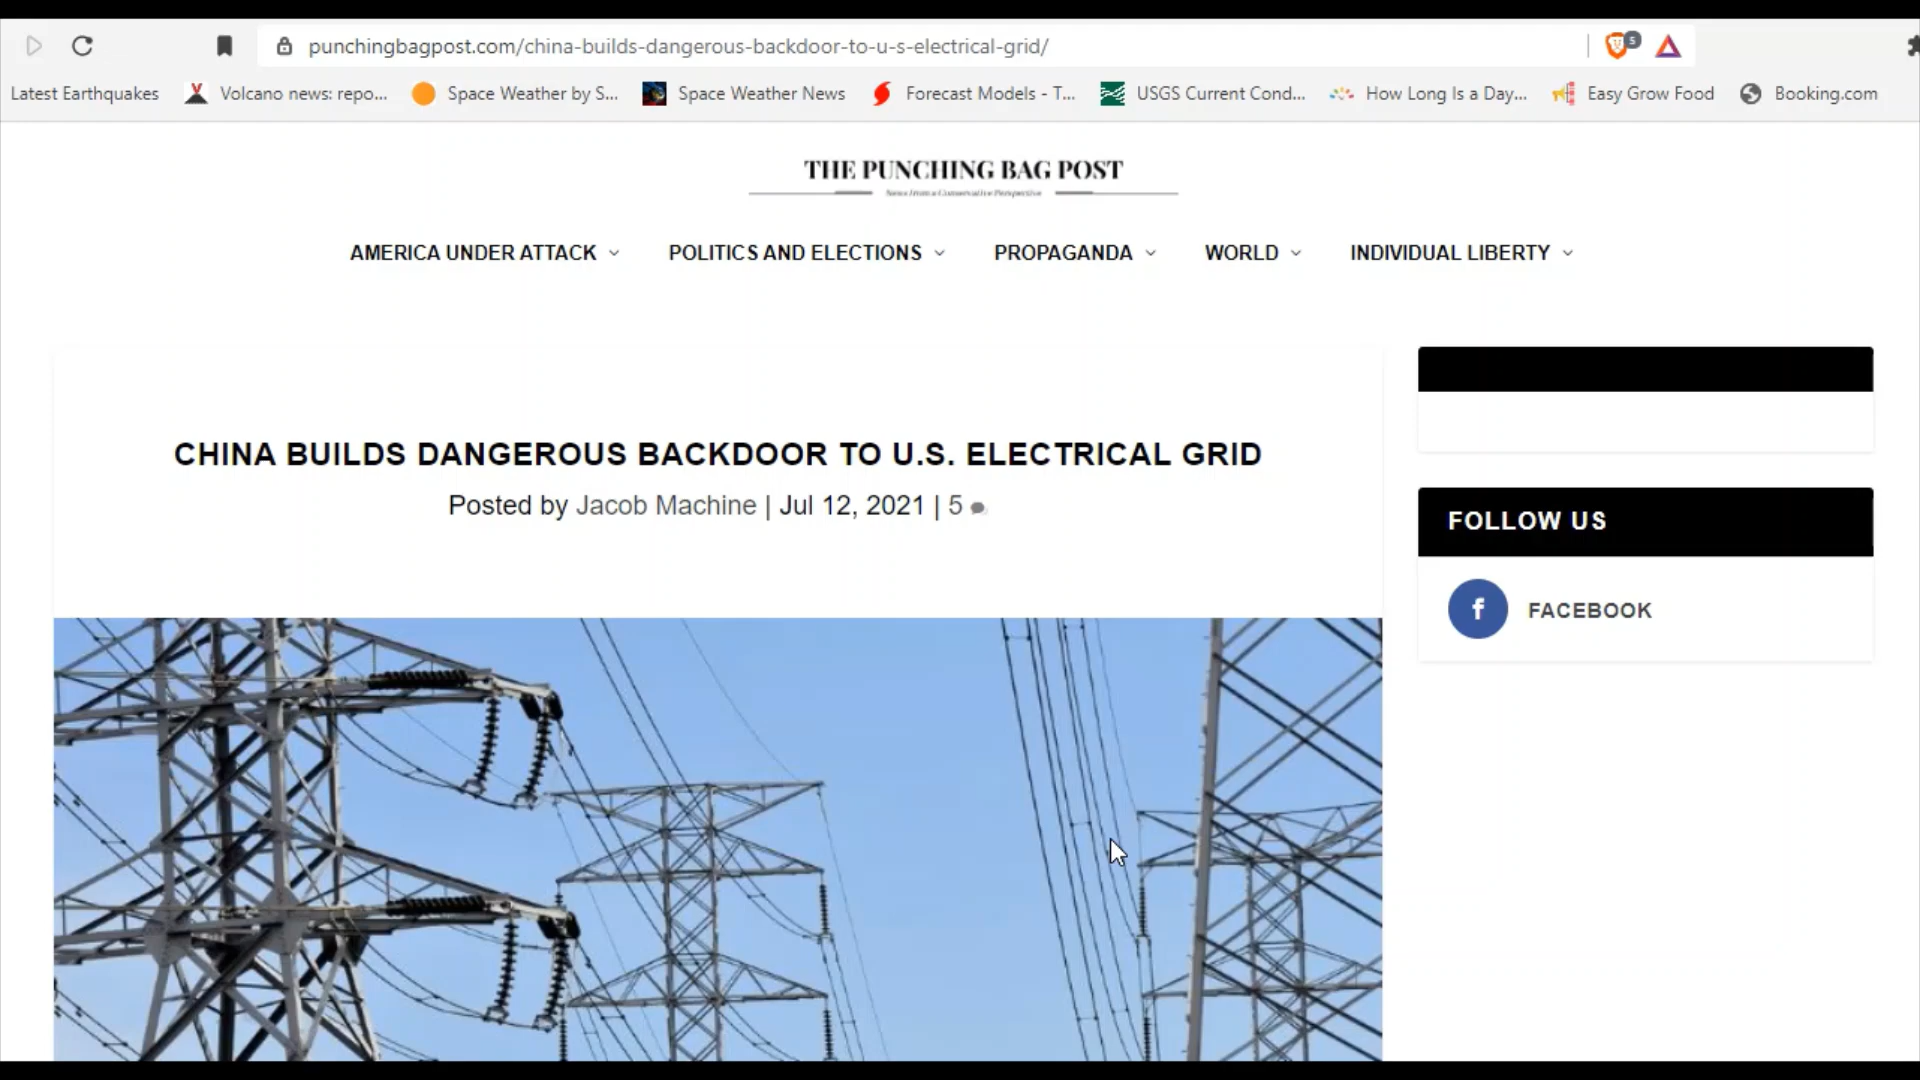 punchingbagpost.com/china-builds-dangerous-backdoor-to-u-s-electrical-grid/
5
Latest Earthquakes
Volcano news: repo...
Space Weather by S...
Space Weather News
Forecast Models - T...
USGS Current Cond...
How Long Is a Day...
Easy Grow Food
Booking.com
THE PUNCHING BAG POST
News from a Conservative Perspective
AMERICA UNDER ATTACK
POLITICS AND ELECTIONS
PROPAGANDA
WORLD
INDIVIDUAL LIBERTY
CHINA BUILDS DANGEROUS BACKDOOR TO U.S. ELECTRICAL GRID
Posted by Jacob Machine | Jul 12, 2021 | 5
FOLLOW US
f
FACEBOOK